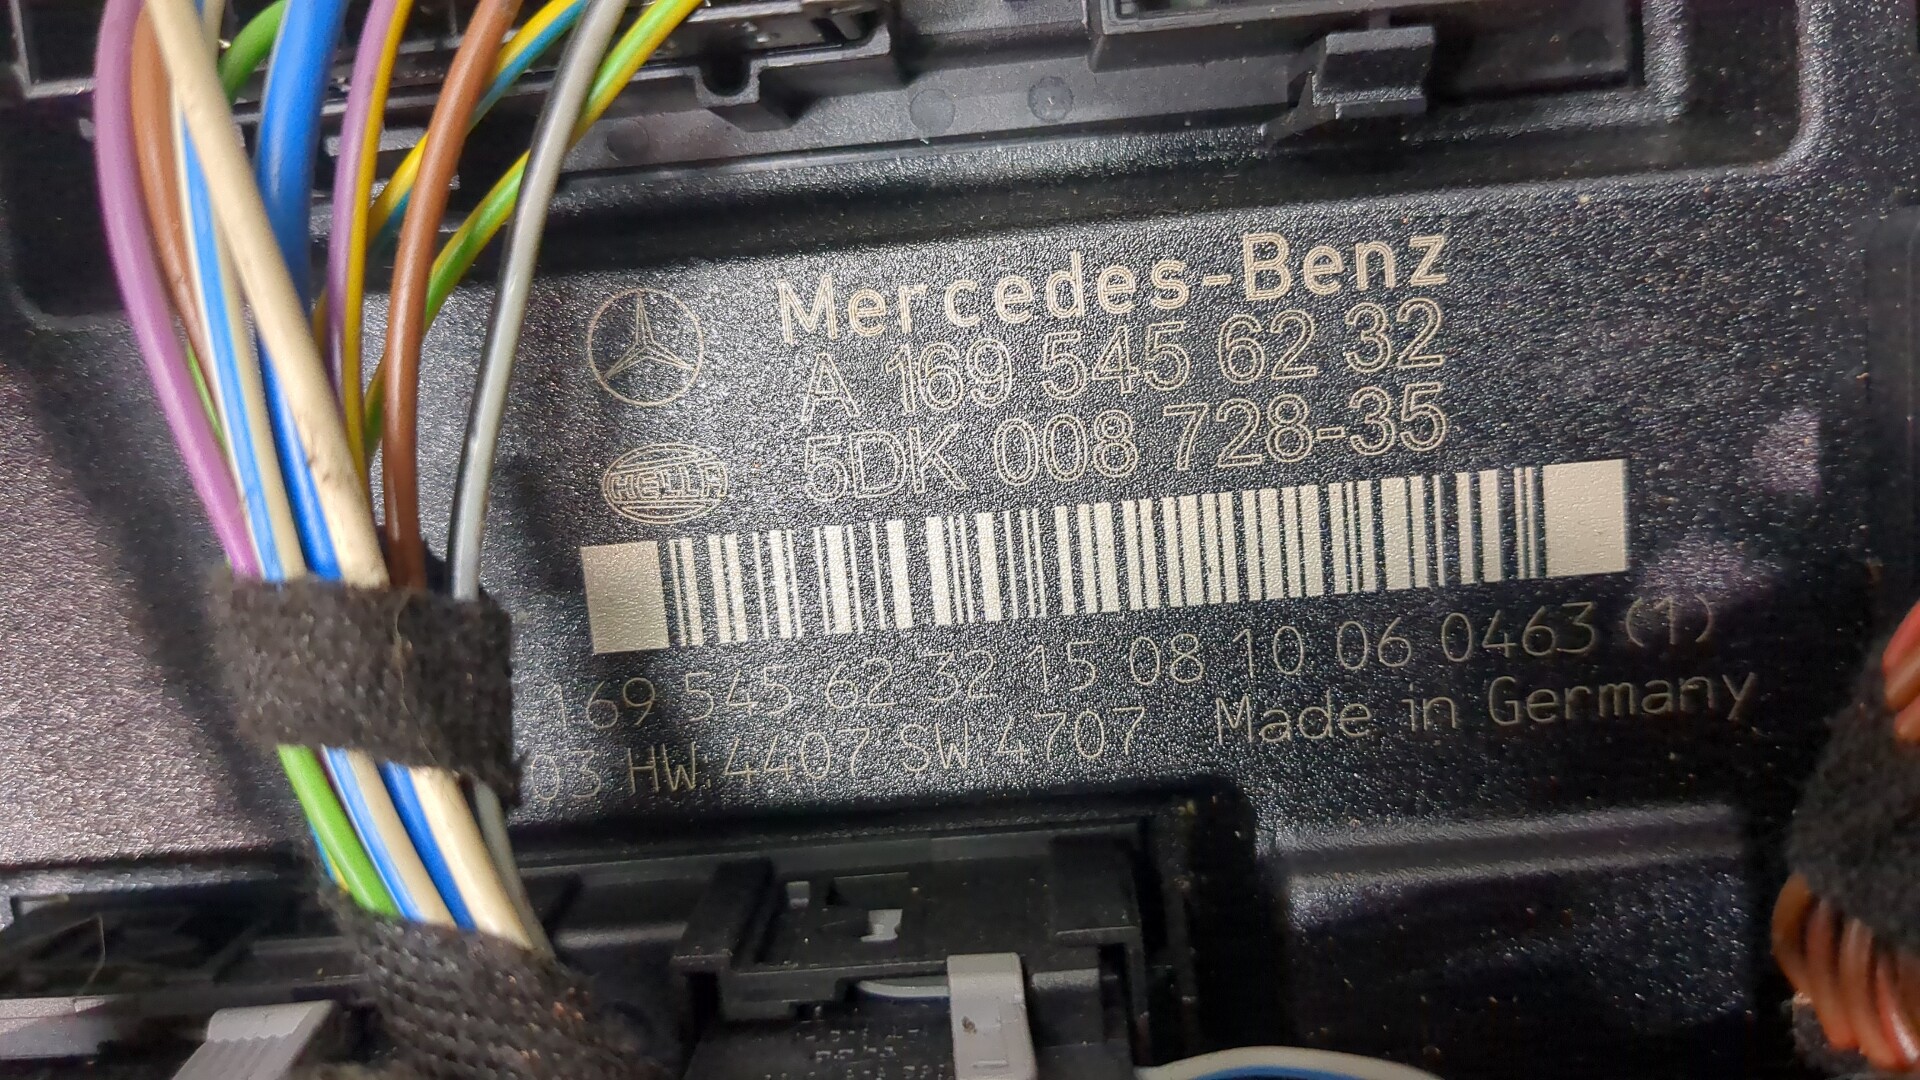 Mercedes-Benz
A 169 545 62 32
HELLA 5DK 008 728-35
169 545 62 32 15 08 10 06 0463 (1)
03 HW 4407 SW 4707 Made in Germany